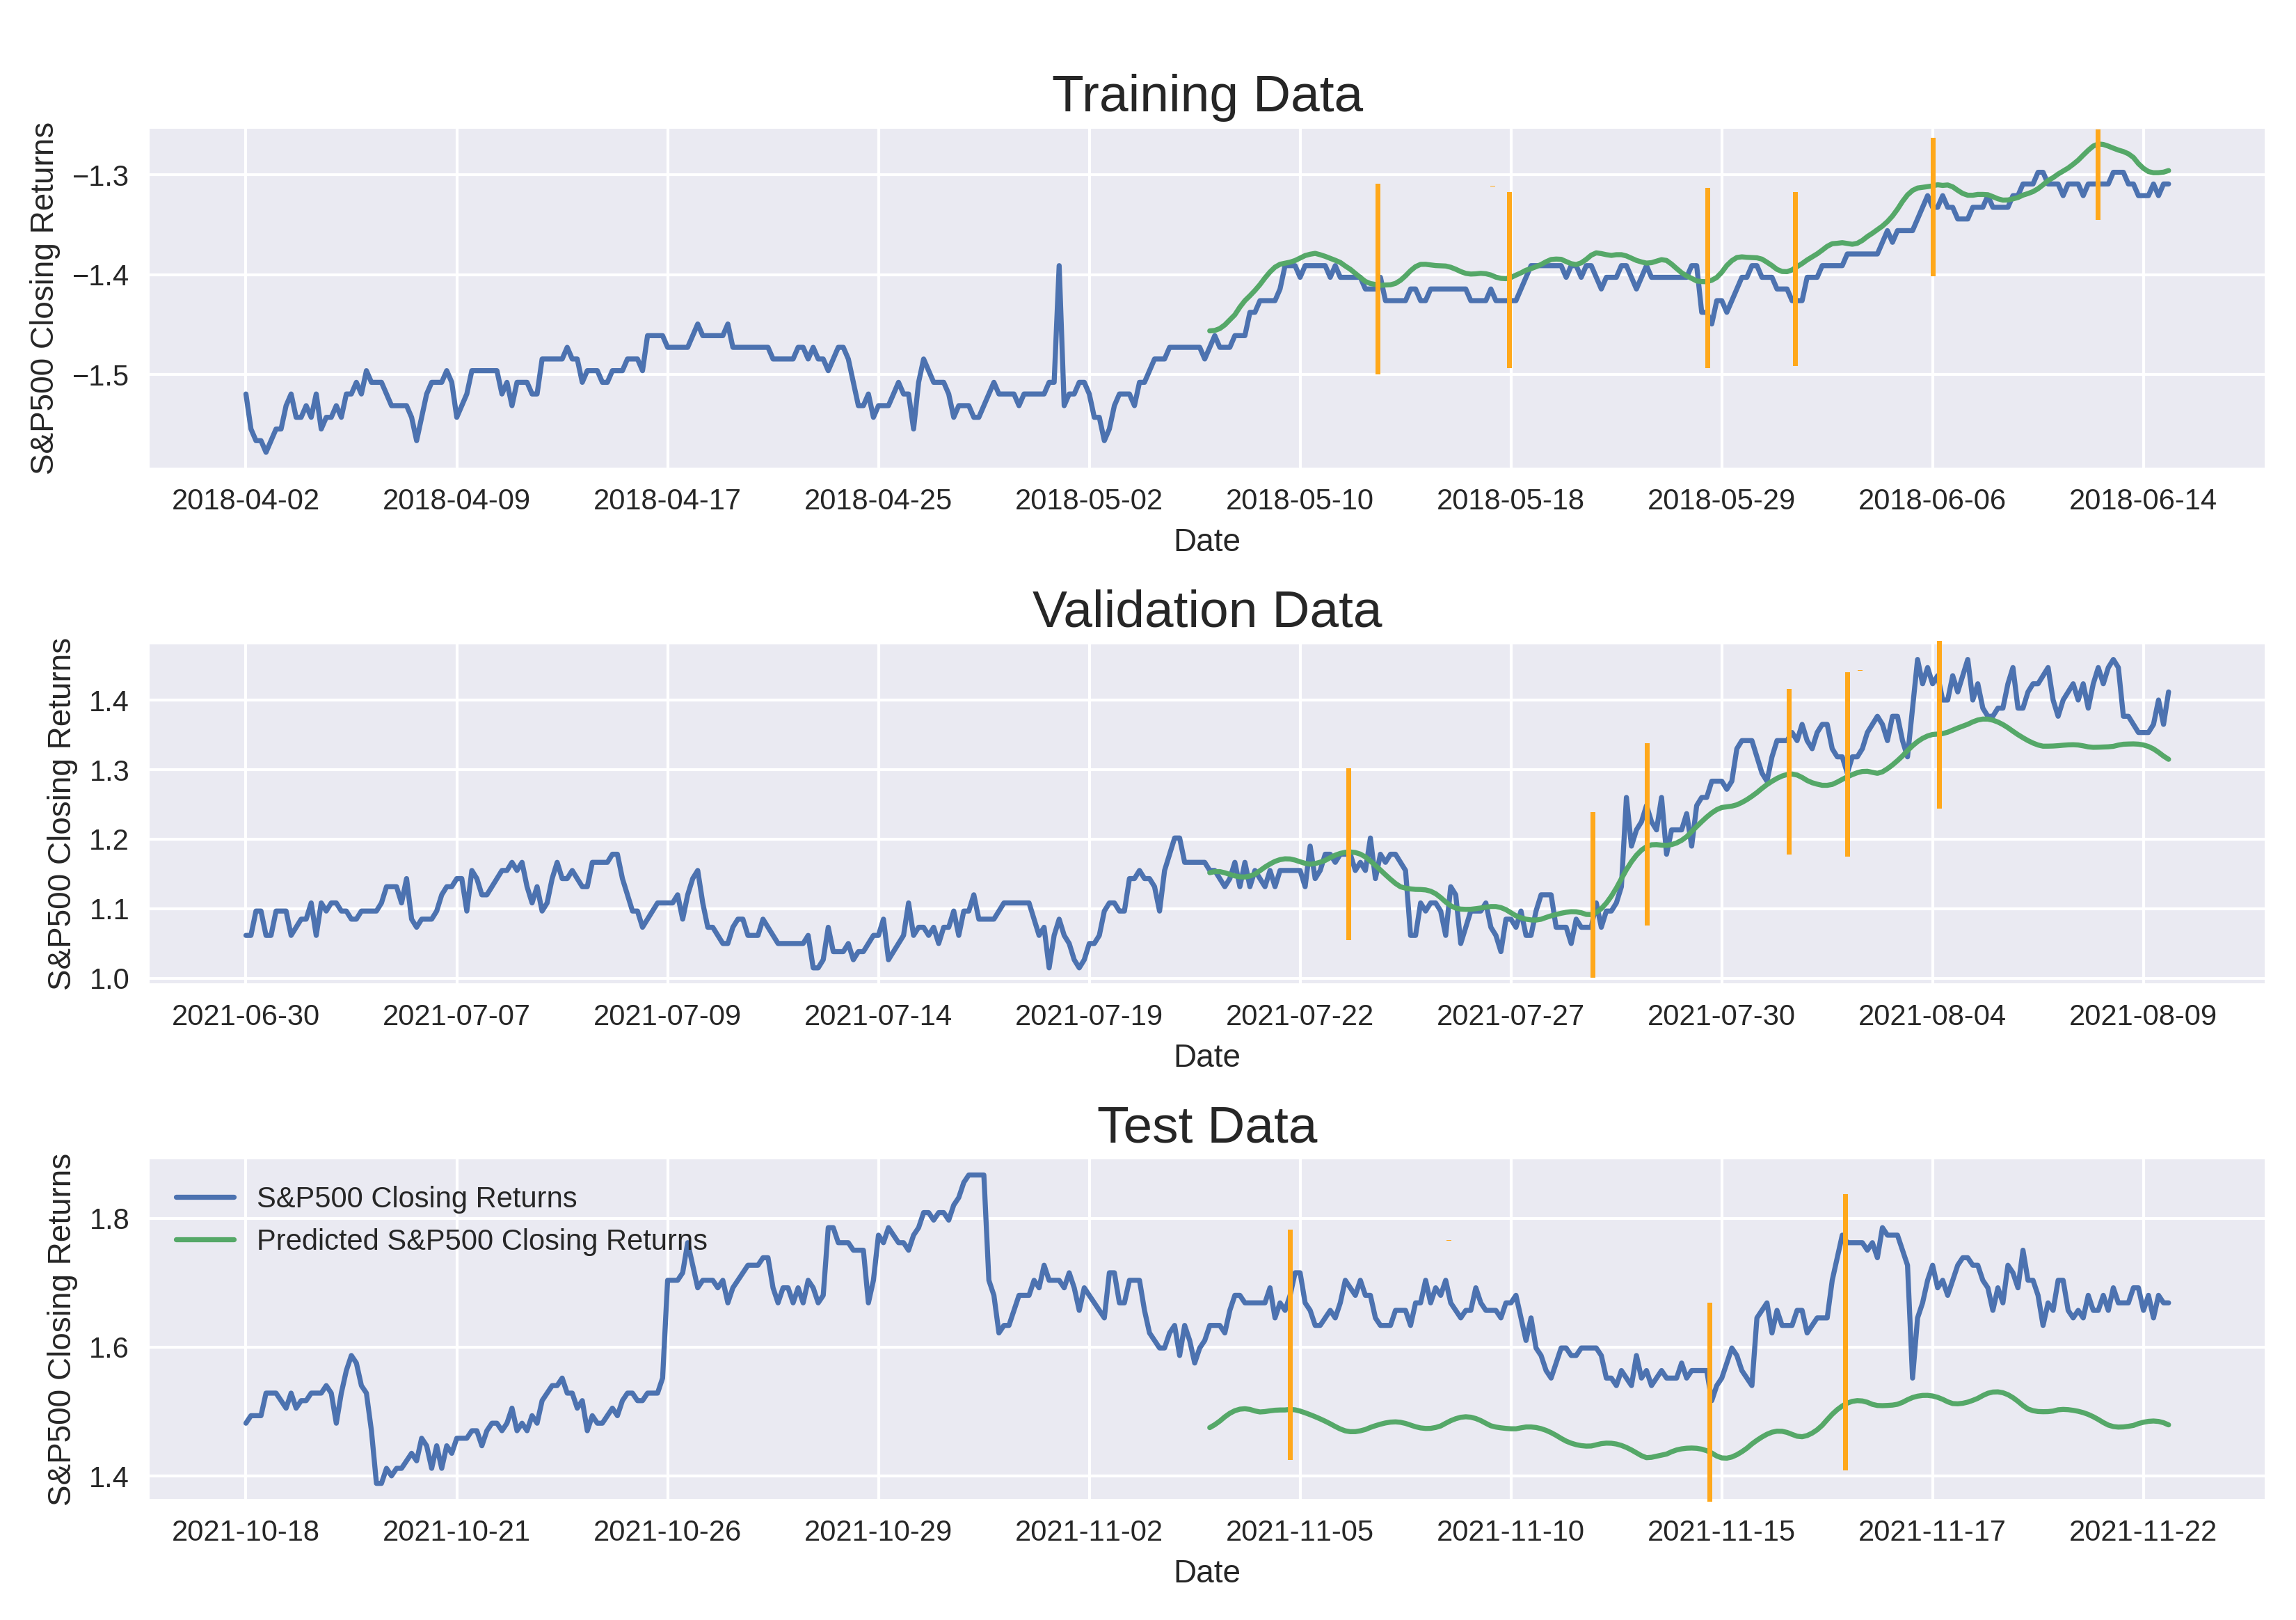 Training Data
S&P500 Closing Returns
−1.3
−1.4
−1.5
2018-04-02 2018-04-09 2018-04-17 2018-04-25 2018-05-02 2018-05-10 2018-05-18 2018-05-29 2018-06-06 2018-06-14
Date
Validation Data
S&P500 Closing Returns
1.4
1.3
1.2
1.1
1.0
2021-06-30 2021-07-07 2021-07-09 2021-07-14 2021-07-19 2021-07-22 2021-07-27 2021-07-30 2021-08-04 2021-08-09
Date
Test Data
S&P500 Closing Returns
1.8
1.6
1.4
S&P500 Closing Returns
Predicted S&P500 Closing Returns
2021-10-18 2021-10-21 2021-10-26 2021-10-29 2021-11-02 2021-11-05 2021-11-10 2021-11-15 2021-11-17 2021-11-22
Date